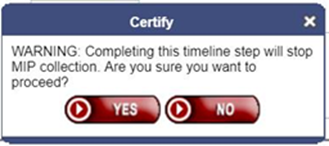 Certify
WARNING: Completing this timeline step will stop
MIP collection. Are you sure you want to
proceed?
YES NO